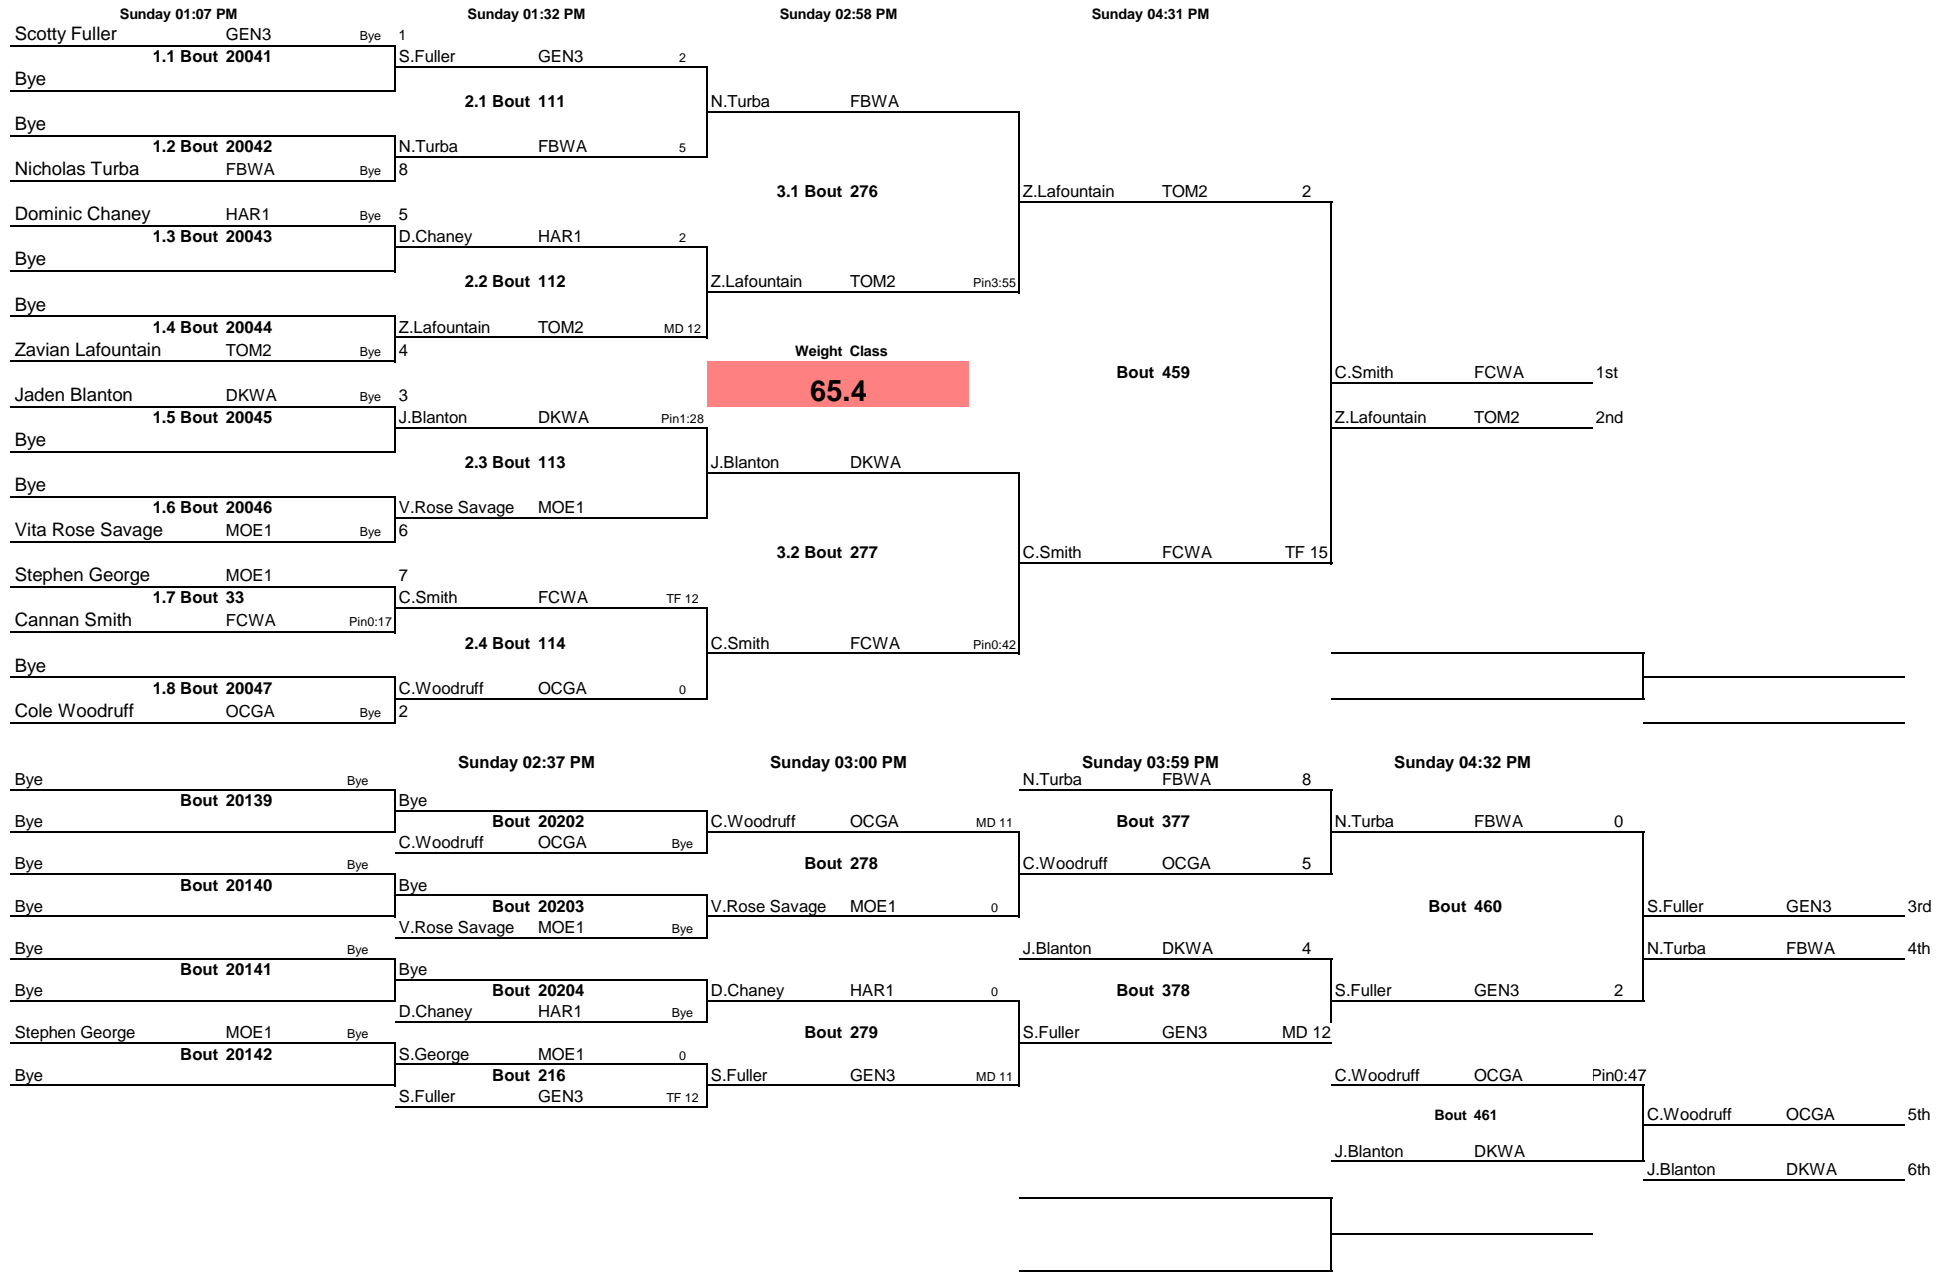 Sunday 01:07 PM Sunday 01:32 PM Sunday 02:58 PM Sunday 04:31 PM
Scotty Fuller GEN3 Bye 1
1.1 Bout 20041 S.Fuller GEN3 2
Bye
2.1 Bout 111 N.Turba FBWA
Bye
1.2 Bout 20042 N.Turba FBWA 5
Nicholas Turba FBWA Bye 8
3.1 Bout 276 Z.Lafountain TOM2 2
Dominic Chaney HAR1 Bye 5
1.3 Bout 20043 D.Chaney HAR1 2
Bye
2.2 Bout 112 Z.Lafountain TOM2 Pin3:55
Bye
1.4 Bout 20044 Z.Lafountain TOM2 MD 12
Zavian Lafountain TOM2 Bye 4 Weight Class
Bout 459 C.Smith FCWA 1st
Jaden Blanton DKWA Bye 3 65.4
1.5 Bout 20045 J.Blanton DKWA Pin1:28 Z.Lafountain TOM2 2nd
Bye
2.3 Bout 113 J.Blanton DKWA
Bye
1.6 Bout 20046 V.Rose Savage MOE1
Vita Rose Savage MOE1 Bye 6
3.2 Bout 277 C.Smith FCWA TF 15
Stephen George MOE1 7
1.7 Bout 33 C.Smith FCWA TF 12
Cannan Smith FCWA Pin0:17
2.4 Bout 114 C.Smith FCWA Pin0:42
Bye
1.8 Bout 20047 C.Woodruff OCGA 0
Cole Woodruff OCGA Bye 2
Sunday 02:37 PM Sunday 03:00 PM Sunday 03:59 PM Sunday 04:32 PM
Bye Bye N.Turba FBWA 8
Bout 20139 Bye
Bye Bout 20202 C.Woodruff OCGA MD 11 Bout 377 N.Turba FBWA 0
C.Woodruff OCGA Bye
Bye Bye Bout 278 C.Woodruff OCGA 5
Bout 20140 Bye
Bye Bout 20203 V.Rose Savage MOE1 0 Bout 460 S.Fuller GEN3 3rd
V.Rose Savage MOE1 Bye
Bye Bye J.Blanton DKWA 4 N.Turba FBWA 4th
Bout 20141 Bye
Bye Bout 20204 D.Chaney HAR1 0 Bout 378 S.Fuller GEN3 2
D.Chaney HAR1 Bye
Stephen George MOE1 Bye Bout 279 S.Fuller GEN3 MD 12
Bout 20142 S.George MOE1 0
Bye Bout 216 S.Fuller GEN3 MD 11 C.Woodruff OCGA Pin0:47
S.Fuller GEN3 TF 12
Bout 461 C.Woodruff OCGA 5th
J.Blanton DKWA
J.Blanton DKWA 6th